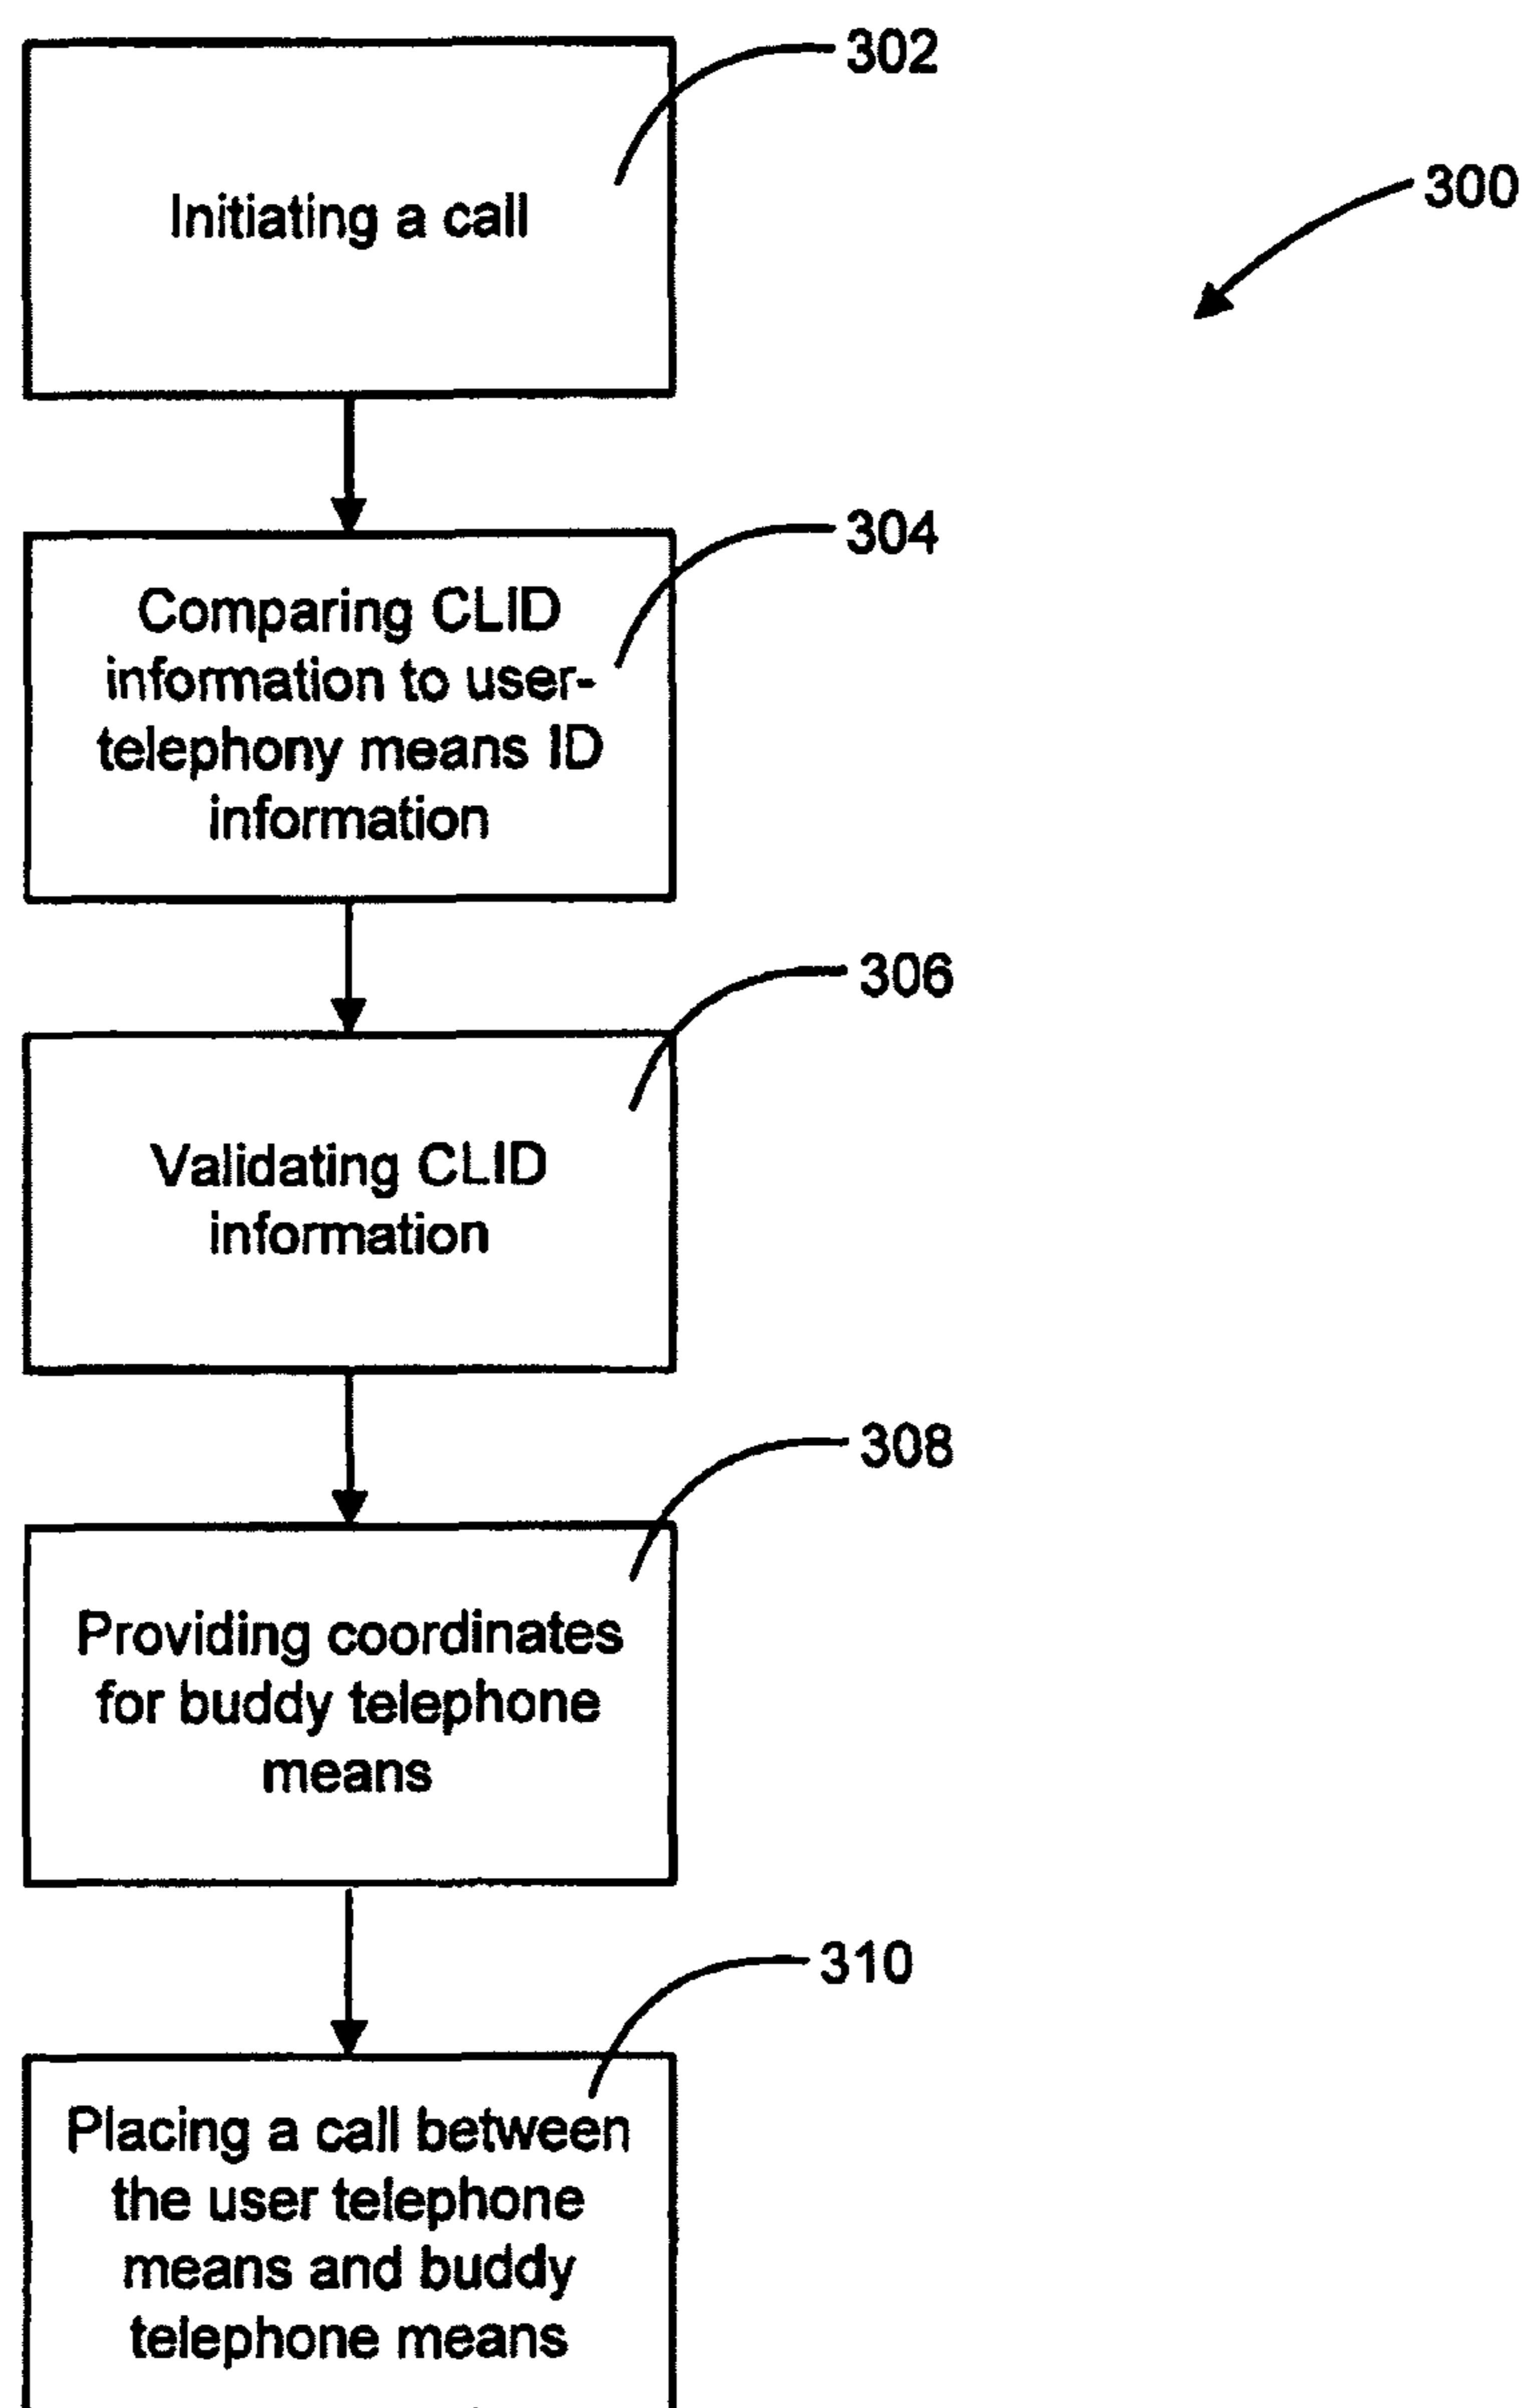 302
300
Initiating a call
304
Comparing CLID
information to user-
telephony means ID
information
306
Validating CLID
information
308
Providing coordinates
for buddy telephone
means
310
Placing a call between
the user telephone
means and buddy
telephone means